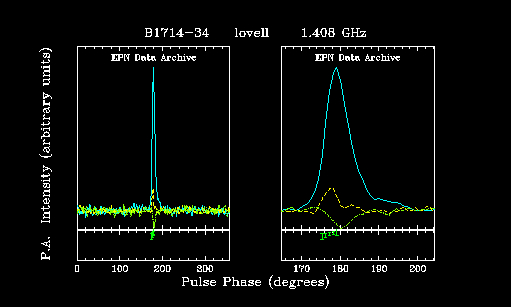 B1714-34 lovell 1.408 GHz
EPN Data Archive EPN Data Archive
P.A. Intensity (arbitrary units)
0 100 200 300 170 180 190 200
Pulse Phase (degrees)